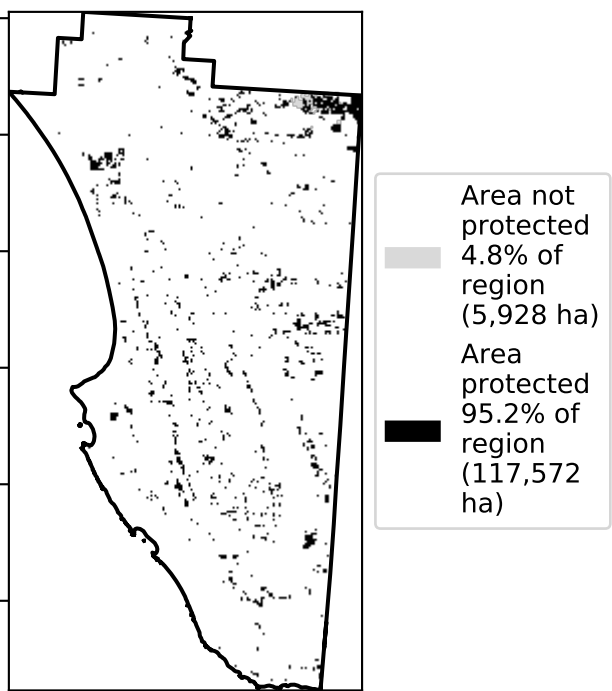 Area not
protected
4.8% of
region
(5,928 ha)
Area
protected
95.2% of
region
(117,572
ha)